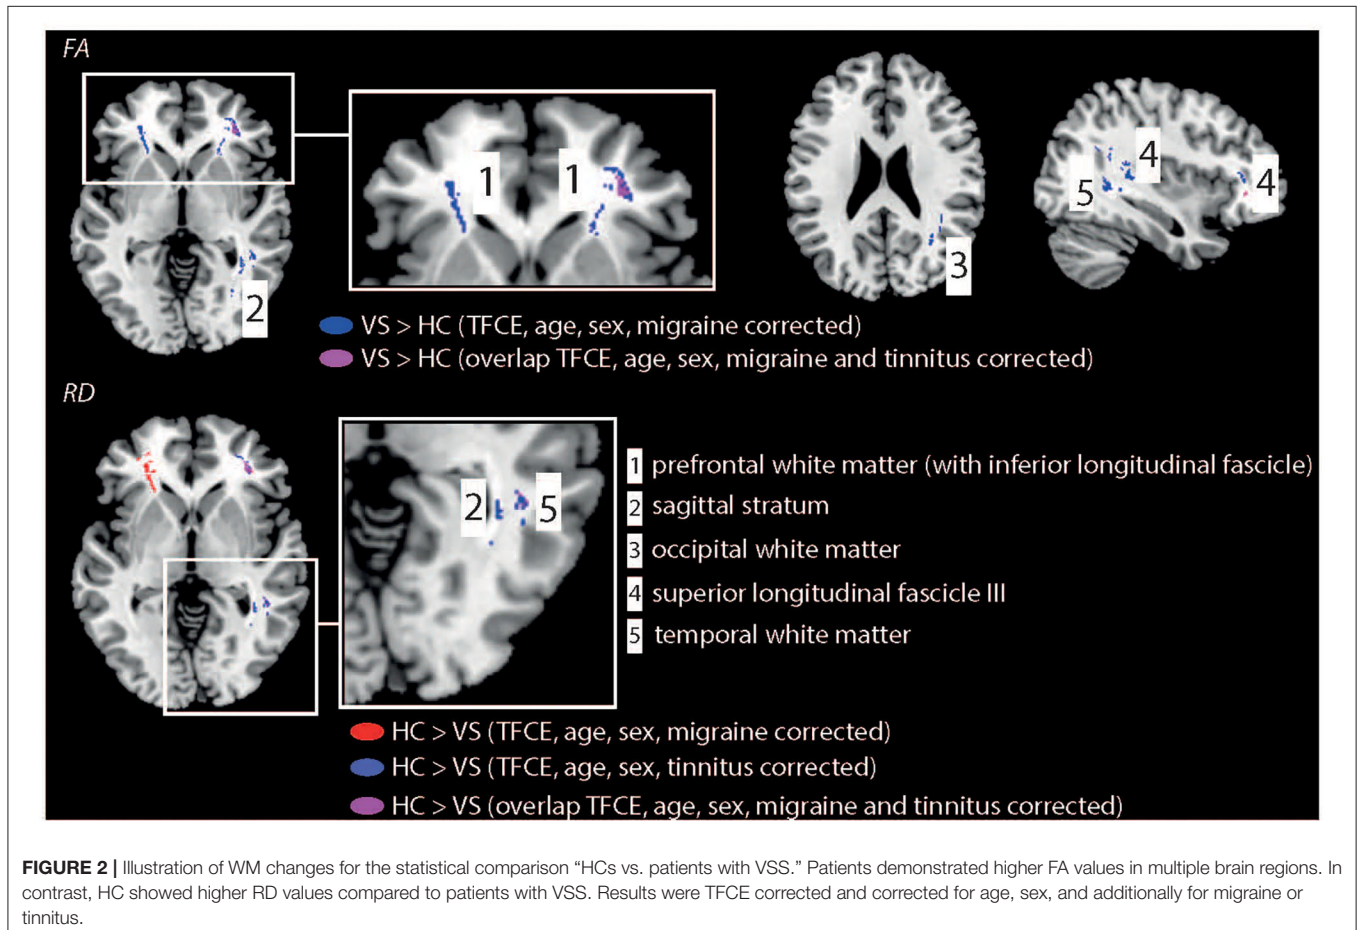 FA
1
1
2
3
4
4
5
VS > HC (TFCE, age, sex, migraine corrected)
VS > HC (overlap TFCE, age, sex, migraine and tinnitus corrected)
RD
2
5
1 prefrontal white matter (with inferior longitudinal fascicle)
2 sagittal stratum
3 occipital white matter
4 superior longitudinal fascicle III
5 temporal white matter
HC > VS (TFCE, age, sex, migraine corrected)
HC > VS (TFCE, age, sex, tinnitus corrected)
HC > VS (overlap TFCE, age, sex, migraine and tinnitus corrected)
FIGURE 2 | Illustration of WM changes for the statistical comparison “HCs vs. patients with VSS.” Patients demonstrated higher FA values in multiple brain regions. In
contrast, HC showed higher RD values compared to patients with VSS. Results were TFCE corrected and corrected for age, sex, and additionally for migraine or
tinnitus.